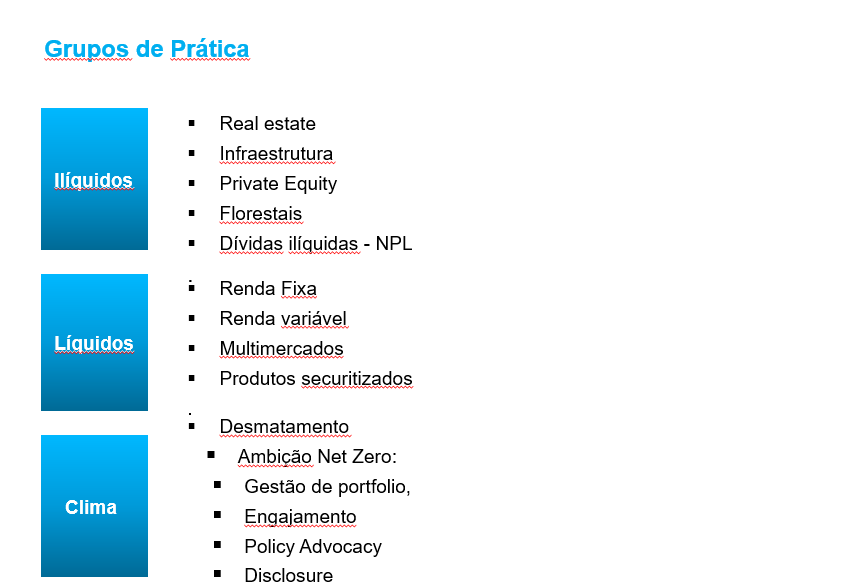 Grupos de Prática
Ilíquidos
▪ Real estate
▪ Infraestrutura
▪ Private Equity
▪ Florestais
▪ Dívidas ilíquidas - NPL
Líquidos
▪ Renda Fixa
▪ Renda variável
▪ Multimercados
▪ Produtos securitizados
Clima
▪ Desmatamento
▪ Ambição Net Zero:
▪ Gestão de portfolio,
▪ Engajamento
▪ Policy Advocacy
▪ Disclosure